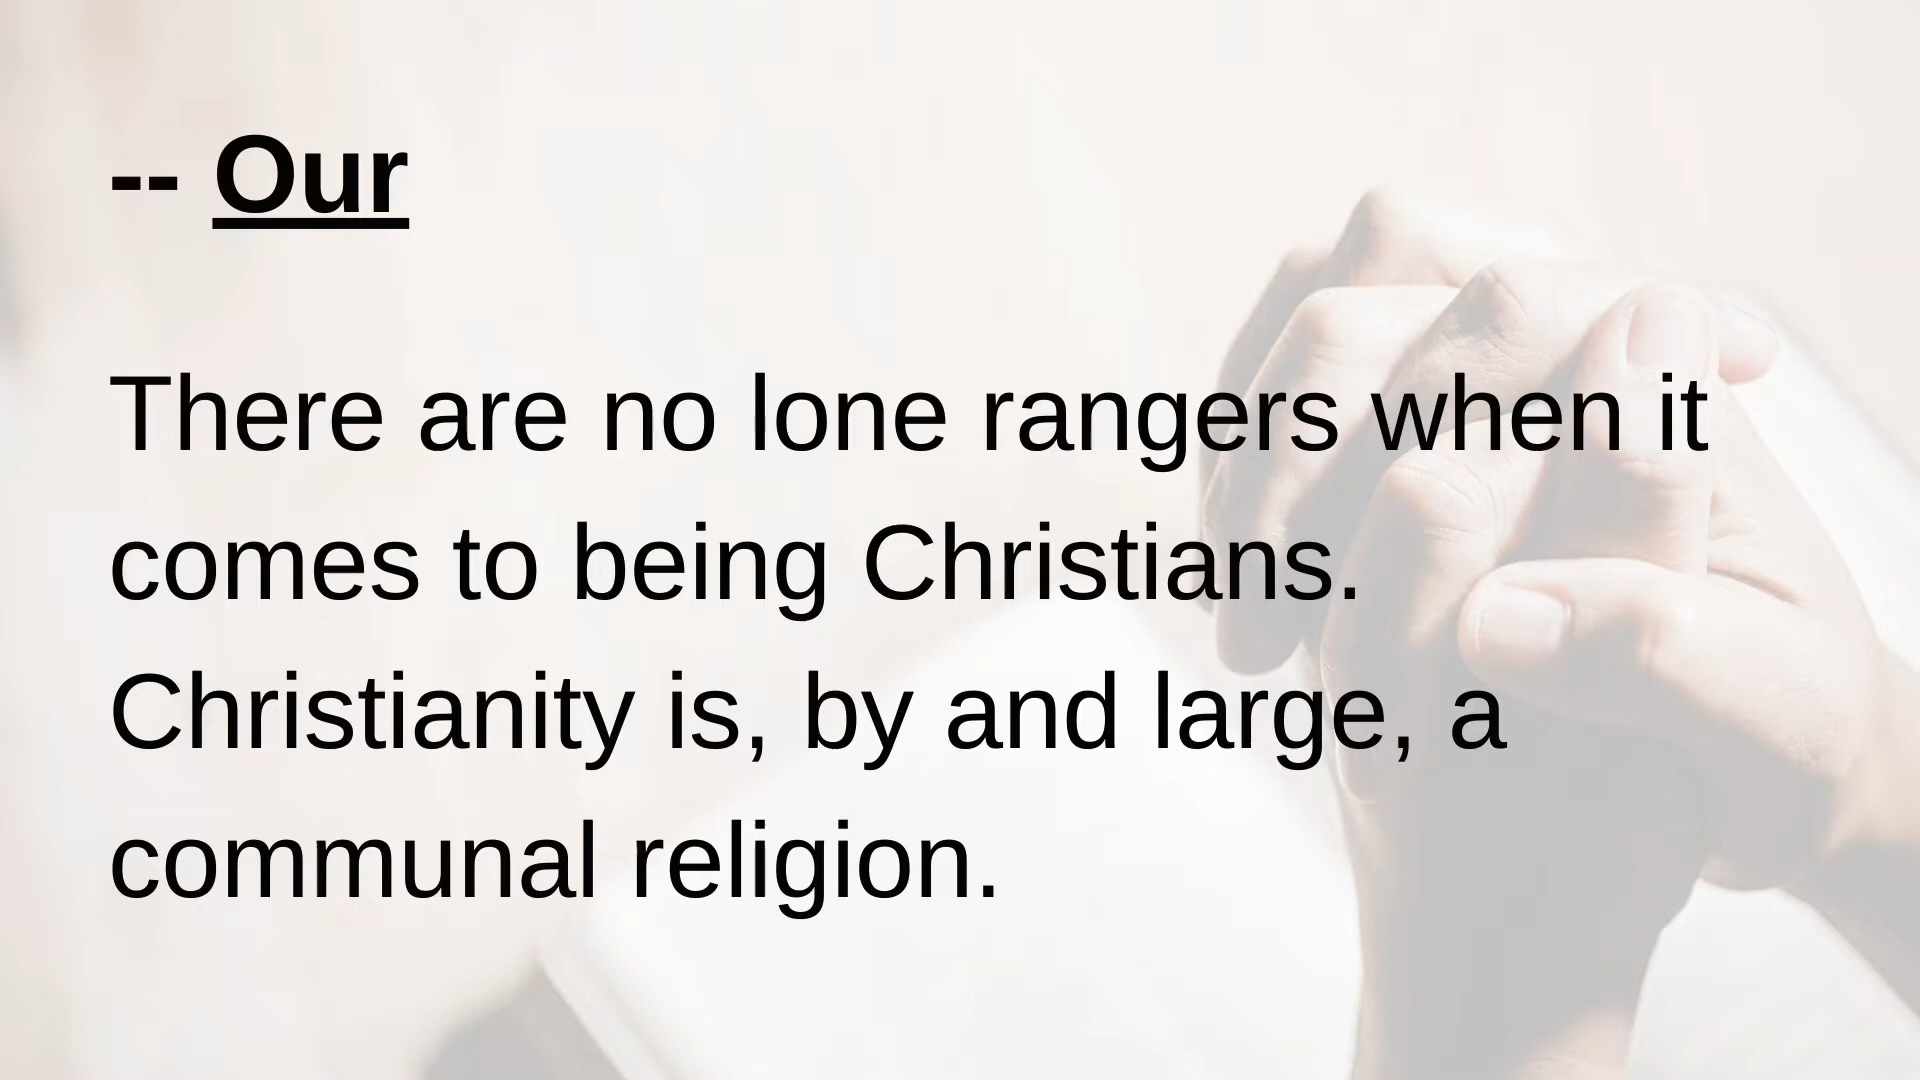 -- Our
There are no lone rangers when it
comes to being Christians.
Christianity is, by and large, a
communal religion.